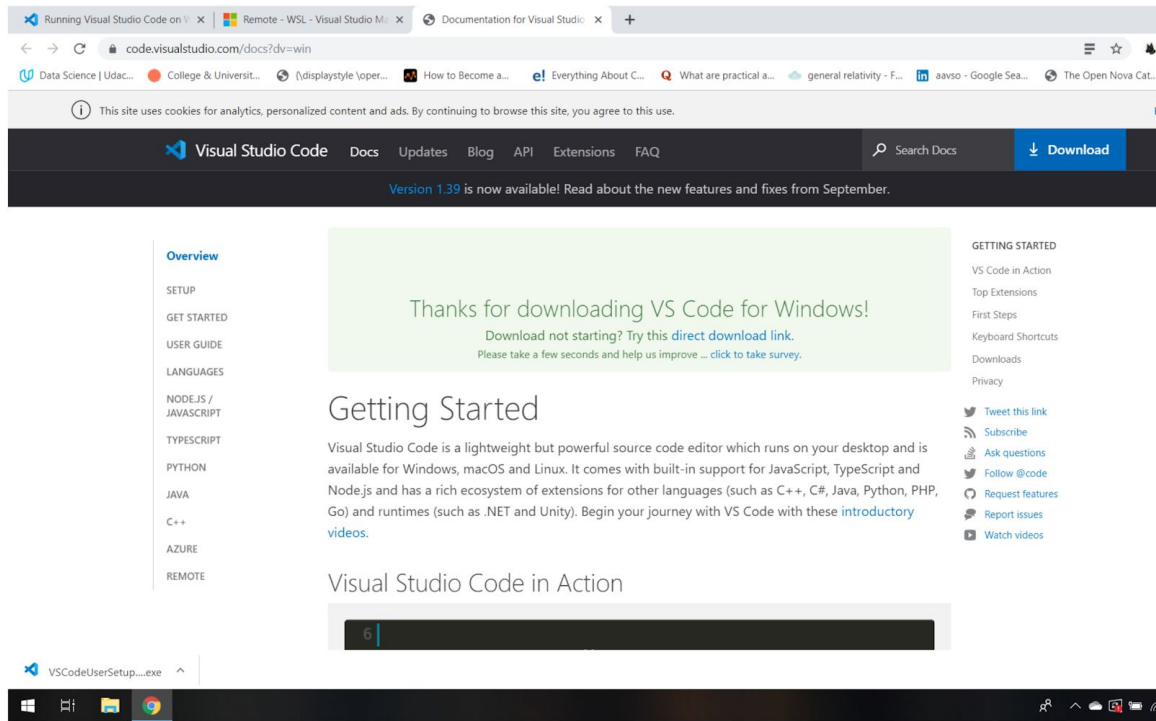 Running Visual Studio Code on W
Remote - WSL - Visual Studio Ma
Documentation for Visual Studio
code.visualstudio.com/docs?dv=win
Data Science | Udac...
College & Universit...
(\displaystyle \oper...
How to Become a...
Everything About C...
What are practical a...
general relativity - F...
aavso - Google Sea...
The Open Nova Cat...
This site uses cookies for analytics, personalized content and ads. By continuing to browse this site, you agree to this use.
Visual Studio Code
Docs
Updates
Blog
API
Extensions
FAQ
Search Docs
Download
Version 1.39 is now available! Read about the new features and fixes from September.
Overview
SETUP
GET STARTED
USER GUIDE
LANGUAGES
NODE.JS /
JAVASCRIPT
TYPESCRIPT
PYTHON
JAVA
C++
AZURE
REMOTE
Thanks for downloading VS Code for Windows!
Download not starting? Try this direct download link.
Please take a few seconds and help us improve ... click to take survey.
Getting Started
Visual Studio Code is a lightweight but powerful source code editor which runs on your desktop and is
available for Windows, macOS and Linux. It comes with built-in support for JavaScript, TypeScript and
Node.js and has a rich ecosystem of extensions for other languages (such as C++, C#, Java, Python, PHP,
Go) and runtimes (such as .NET and Unity). Begin your journey with VS Code with these introductory
videos.
Visual Studio Code in Action
6
GETTING STARTED
VS Code in Action
Top Extensions
First Steps
Keyboard Shortcuts
Downloads
Privacy
Tweet this link
Subscribe
Ask questions
Follow @code
Request features
Report issues
Watch videos
VSCodeUserSetup....exe